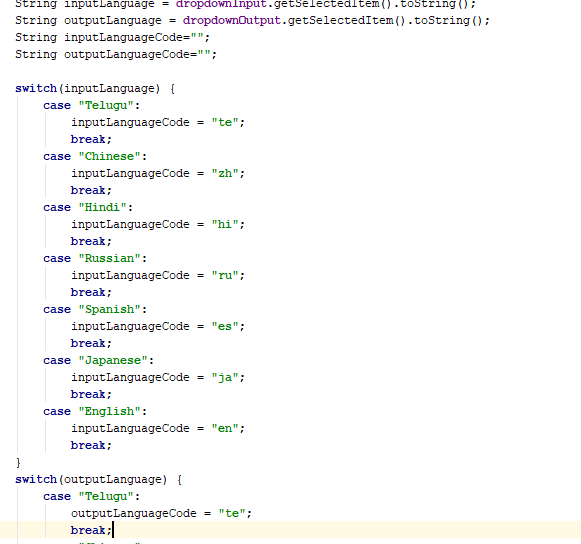 String inputLanguage = dropdownInput.getSelectedItem().toString();
String outputLanguage = dropdownOutput.getSelectedItem().toString();
String inputLanguageCode="";
String outputLanguageCode="";
switch(inputLanguage) {
case "Telugu":
inputLanguageCode = "te";
break;
case "Chinese":
inputLanguageCode = "zh";
break;
case "Hindi":
inputLanguageCode = "hi";
break;
case "Russian":
inputLanguageCode = "ru";
break;
case "Spanish":
inputLanguageCode = "es";
break;
case "Japanese":
inputLanguageCode = "ja";
break;
case "English":
inputLanguageCode = "en";
break;
}
switch(outputLanguage) {
case "Telugu":
outputLanguageCode = "te";
break;